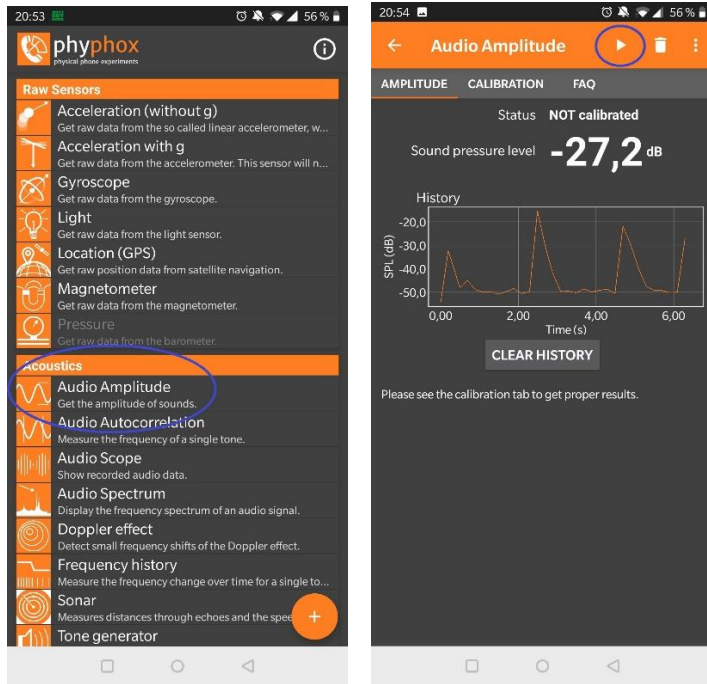 20:53
56 %
phyphox
physical phone experiments
Raw Sensors
Acceleration (without g)
Get raw data from the so called linear accelerometer, w...
Acceleration with g
Get raw data from the accelerometer. This sensor will n...
Gyroscope
Get raw data from the gyroscope.
Light
Get raw data from the light sensor.
Location (GPS)
Get raw position data from satellite navigation.
Magnetometer
Get raw data from the magnetometer.
Pressure
Get raw data from the barometer.
Acoustics
Audio Amplitude
Get the amplitude of sounds.
Audio Autocorrelation
Measure the frequency of a single tone.
Audio Scope
Show recorded audio data.
Audio Spectrum
Display the frequency spectrum of an audio signal.
Doppler effect
Detect small frequency shifts of the Doppler effect.
Frequency history
Measure the frequency change over time for a single to...
Sonar
Measures distances through echoes and the spee
+
Tone generator
20:54
56 %
Audio Amplitude
AMPLITUDE CALIBRATION FAQ
Status NOT calibrated
Sound pressure level -27,2 dB
History
SPL (dB)
-20,0
-30,0
-40,0
-50,0
0,00 2,00 4,00 6,00
Time (s)
CLEAR HISTORY
Please see the calibration tab to get proper results.